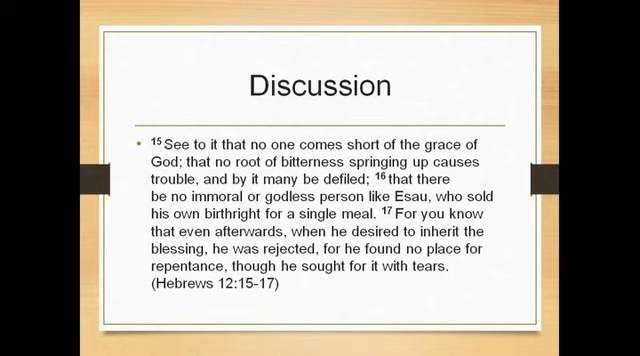 Discussion
• ¹⁵ See to it that no one comes short of the grace of
God; that no root of bitterness springing up causes
trouble, and by it many be defiled; ¹⁶ that there
be no immoral or godless person like Esau, who sold
his own birthright for a single meal. ¹⁷ For you know
that even afterwards, when he desired to inherit the
blessing, he was rejected, for he found no place for
repentance, though he sought for it with tears.
(Hebrews 12:15-17)